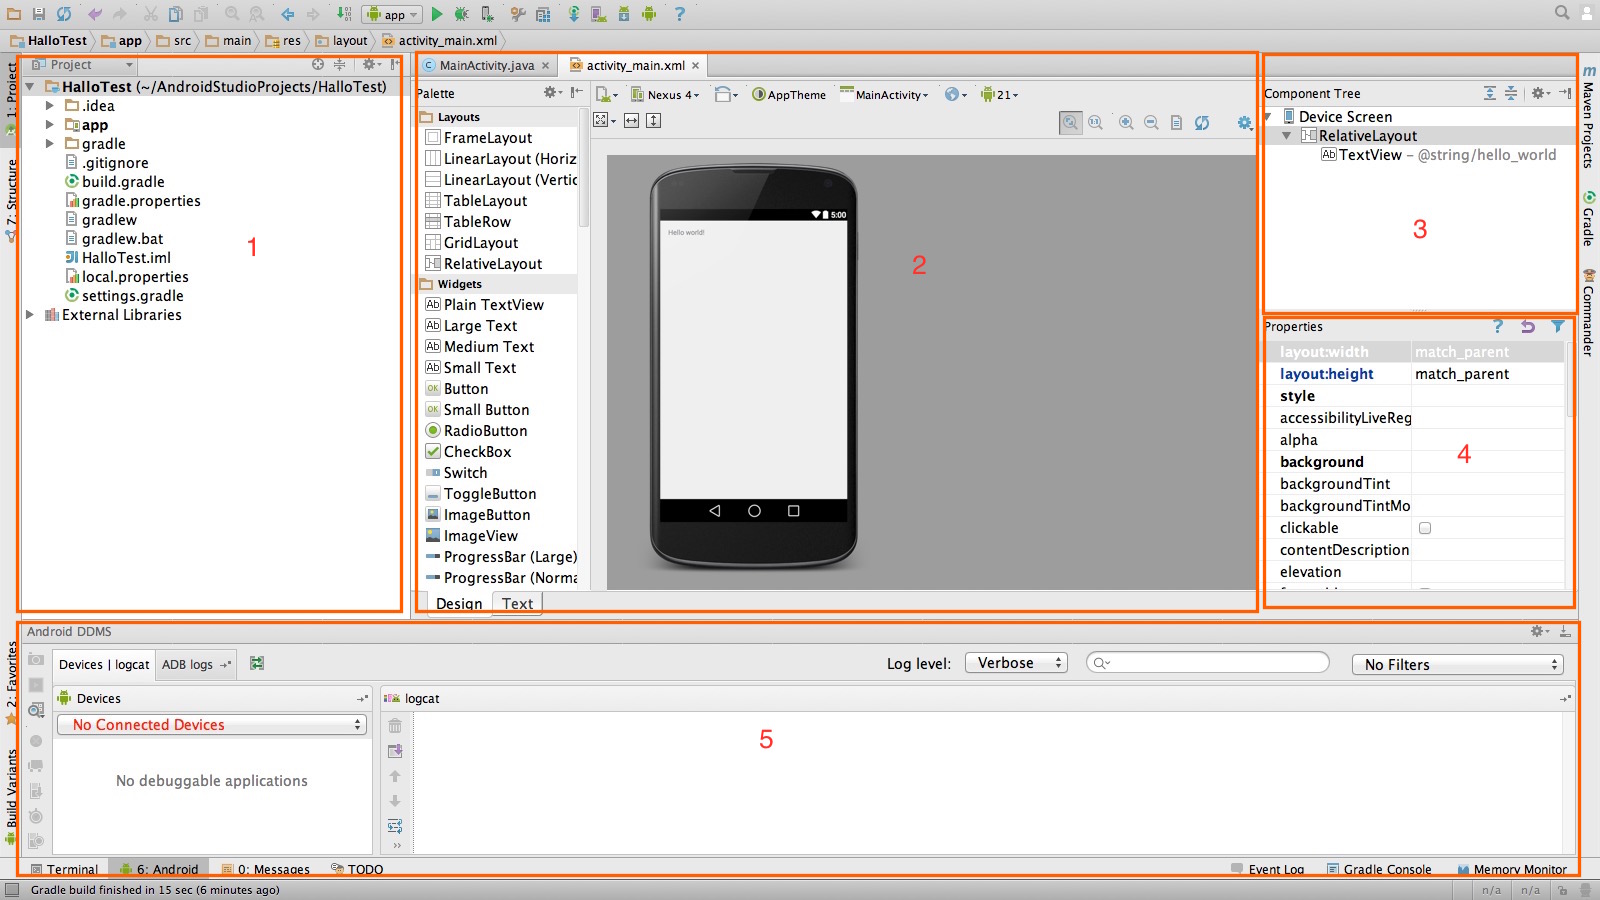 app
HalloTest
app
src
main
res
layout
activity_main.xml
1: Project
7: Structure
2: Favorites
Build Variants
Project
HalloTest (~/AndroidStudioProjects/HalloTest)
.idea
app
gradle
.gitignore
build.gradle
gradle.properties
gradlew
gradlew.bat
HalloTest.iml
local.properties
settings.gradle
External Libraries
1
MainActivity.java
activity_main.xml
Palette
Layouts
FrameLayout
LinearLayout (Horiz
LinearLayout (Vertic
TableLayout
TableRow
GridLayout
RelativeLayout
Widgets
Plain TextView
Large Text
Medium Text
Small Text
Button
Small Button
RadioButton
CheckBox
Switch
ToggleButton
ImageButton
ImageView
ProgressBar (Large)
ProgressBar (Norma
Design
Text
Nexus 4
AppTheme
MainActivity
21
5:00
Hello world!
2
Component Tree
Device Screen
RelativeLayout
Ab TextView – @string/hello_world
3
Properties
layout:width match_parent
layout:height match_parent
style
accessibilityLiveReg
alpha
background
backgroundTint
backgroundTintMo
clickable
contentDescription
elevation
4
Maven Projects
Gradle
Commander
Android DDMS
Devices | logcat
ADB logs
Log level:
Verbose
No Filters
Devices
No Connected Devices
No debuggable applications
logcat
5
Terminal
6: Android
0: Messages
TODO
Event Log
Gradle Console
Memory Monitor
Gradle build finished in 15 sec (6 minutes ago)
n/a
n/a